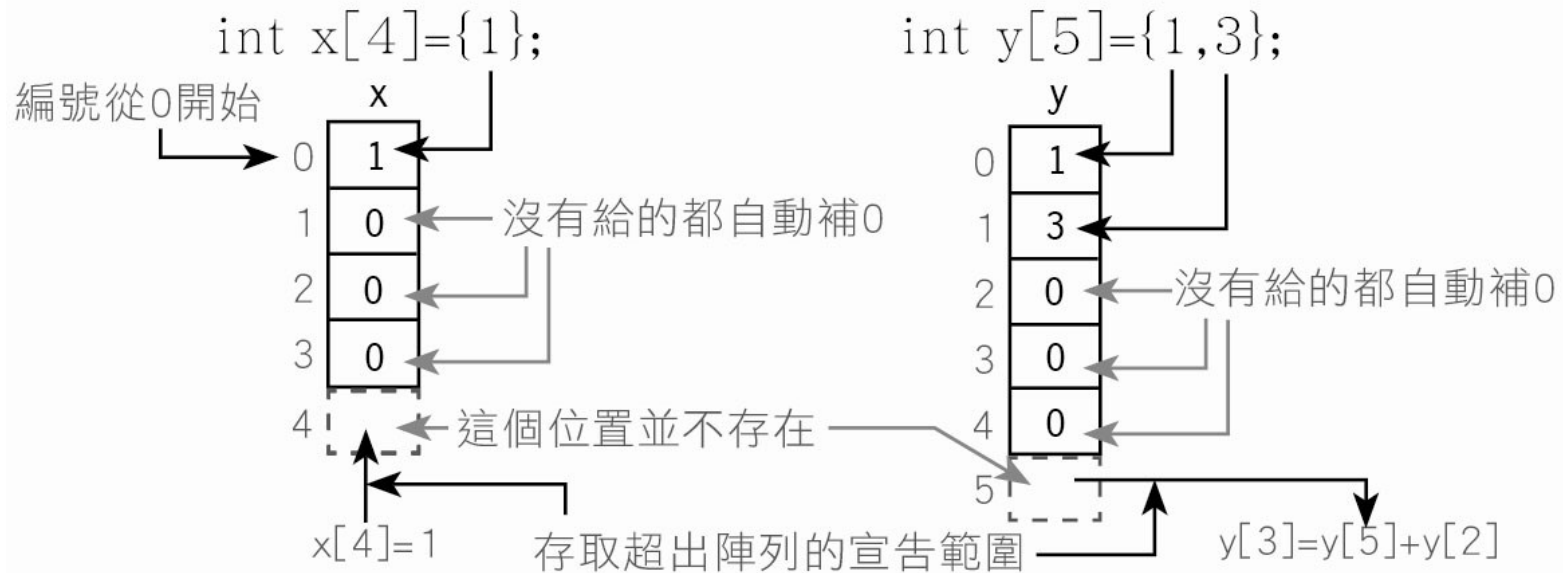 int x[4]={1};
編號從0開始
x
0 1
1 0
2 0
3 0
4
沒有給的都自動補0
這個位置並不存在
x[4]=1
存取超出陣列的宣告範圍
int y[5]={1,3};
y
0 1
1 3
2 0
3 0
4 0
5
沒有給的都自動補0
y[3]=y[5]+y[2]